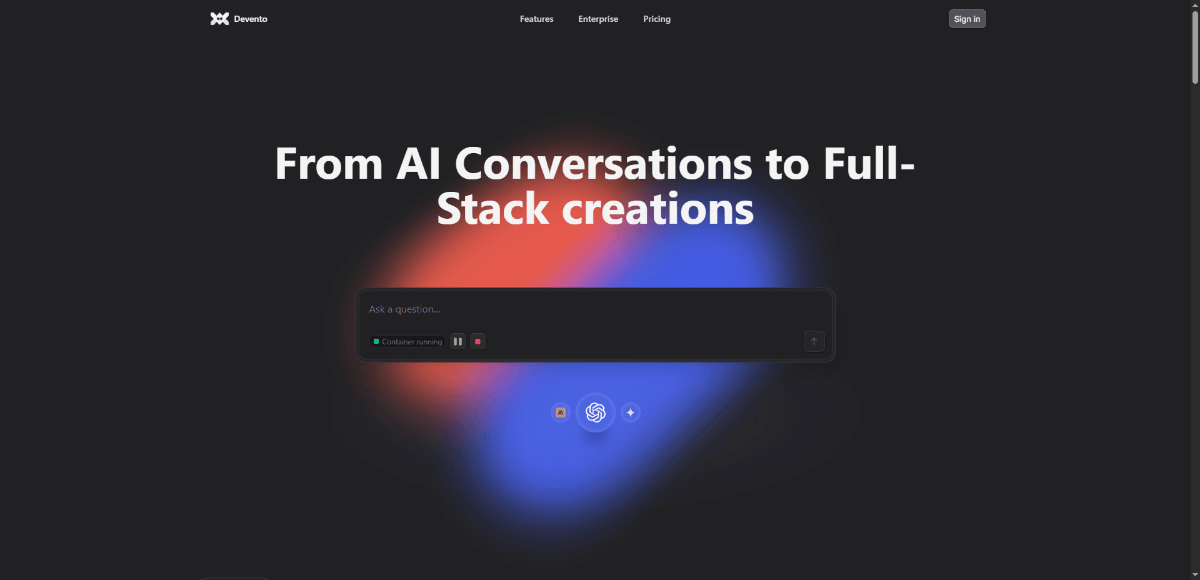 Devento
Features
Enterprise
Pricing
Sign in
From AI Conversations to Full-
Stack creations
Ask a question...
Container running